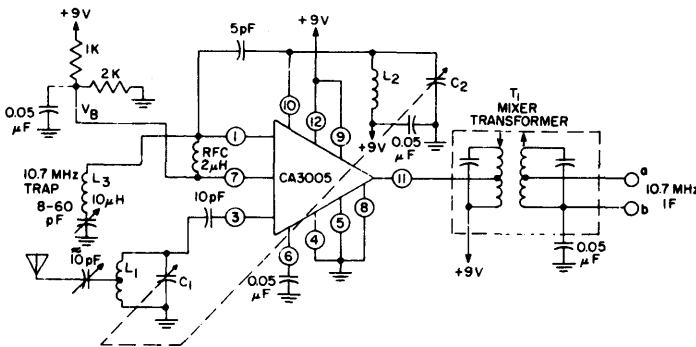 +9V
1K
2K
0.05
μF
VB
5pF
+9V
L2
C2
10
12
9
0.05
μF
+9V
T1
MIXER
TRANSFORMER
1
RFC
2μH
7
CA3005
11
a
10.7 MHz
IF
b
10.7 MHz
TRAP
L3
8-60
pF
10μH
10pF
3
8
5
4
6
0.05
μF
0.05
μF
+9V
≈
10pF
L1
C1